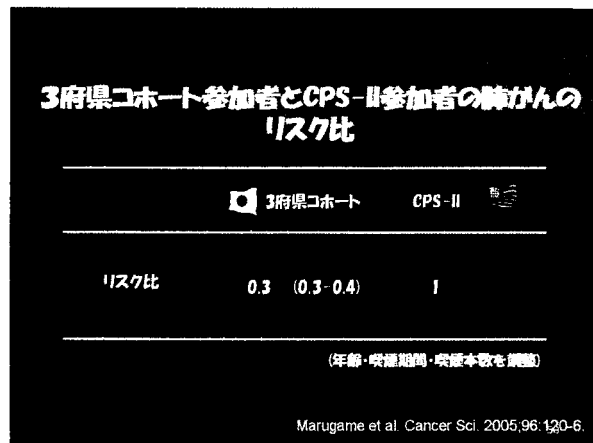 3府県コホート参加者とCPS-II参加者の肺がんの
リスク比
3府県コホート CPS-II
リスク比 0.3 (0.3-0.4) 1
(年齢・喫煙期間・喫煙本数を調整)
Marugame et al. Cancer Sci. 2005;96:120-6.